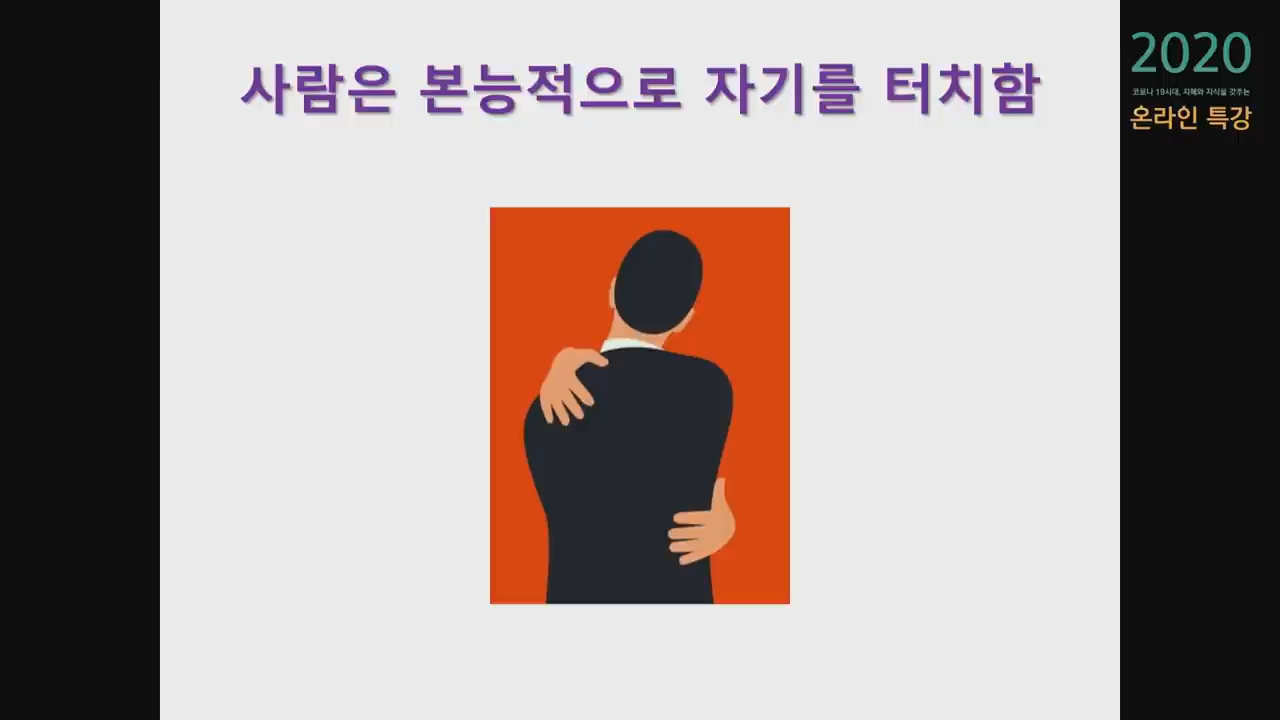 사람은 본능적으로 자기를 터치함
2020
코로나 19시대, 지혜와 지식을 갖추는
온라인 특강